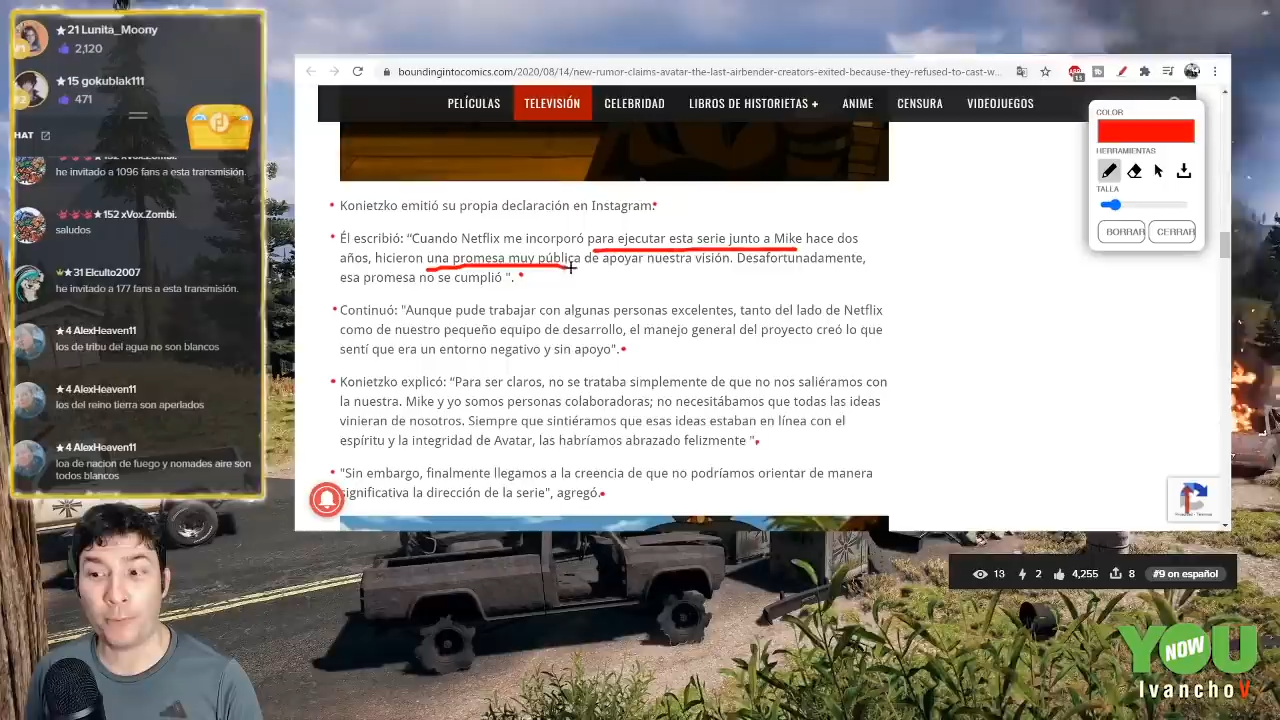 ★21 Lunita_Moony
#1
2,120
★15 gokublak111
#2
471
HAT
★152 xVox.Zombi.
he invitado a 1096 fans a esta transmisión.
★152 xVox.Zombi.
saludos
★31 Elculto2007
he invitado a 177 fans a esta transmisión.
★4 AlexHeaven11
los de tribu del agua no son blancos
★4 AlexHeaven11
los del reino tierra son aperlados
★4 AlexHeaven11
loa de nacion de fuego y nomades aire son
todos blancos
boundingintocomics.com/2020/08/14/new-rumor-claims-avatar-the-last-airbender-creators-exited-because-they-refused-to-cast-w...
PELÍCULAS TELEVISIÓN CELEBRIDAD LIBROS DE HISTORIETAS + ANIME CENSURA VIDEOJUEGOS
COLOR
HERRAMIENTAS
TALLA
BORRAR CERRAR
Konietzko emitió su propia declaración en Instagram.
Él escribió: “Cuando Netflix me incorporó para ejecutar esta serie junto a Mike hace dos
años, hicieron una promesa muy pública de apoyar nuestra visión. Desafortunadamente,
esa promesa no se cumplió ".
Continuó: "Aunque pude trabajar con algunas personas excelentes, tanto del lado de Netflix
como de nuestro pequeño equipo de desarrollo, el manejo general del proyecto creó lo que
sentí que era un entorno negativo y sin apoyo".
Konietzko explicó: “Para ser claros, no se trataba simplemente de que no nos saliéramos con
la nuestra. Mike y yo somos personas colaboradoras; no necesitábamos que todas las ideas
vinieran de nosotros. Siempre que sintiéramos que esas ideas estaban en línea con el
espíritu y la integridad de Avatar, las habríamos abrazado felizmente ".
"Sin embargo, finalmente llegamos a la creencia de que no podríamos orientar de manera
significativa la dirección de la serie", agregó.
13 2 4,255 8 #9 on español
YOU
NOW
IvanchoV